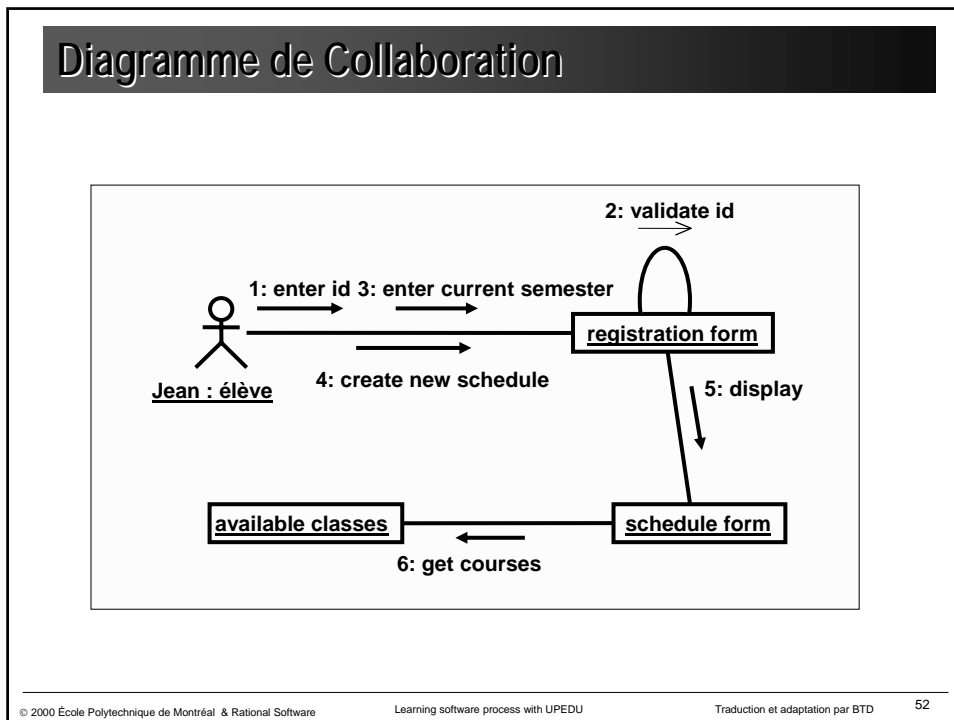 Diagramme de Collaboration
2: validate id
1: enter id 3: enter current semester
registration form
4: create new schedule
Jean : élève
5: display
available classes
schedule form
6: get courses
© 2000 École Polytechnique de Montréal & Rational Software
Learning software process with UPEDU
Traduction et adaptation par BTD
52